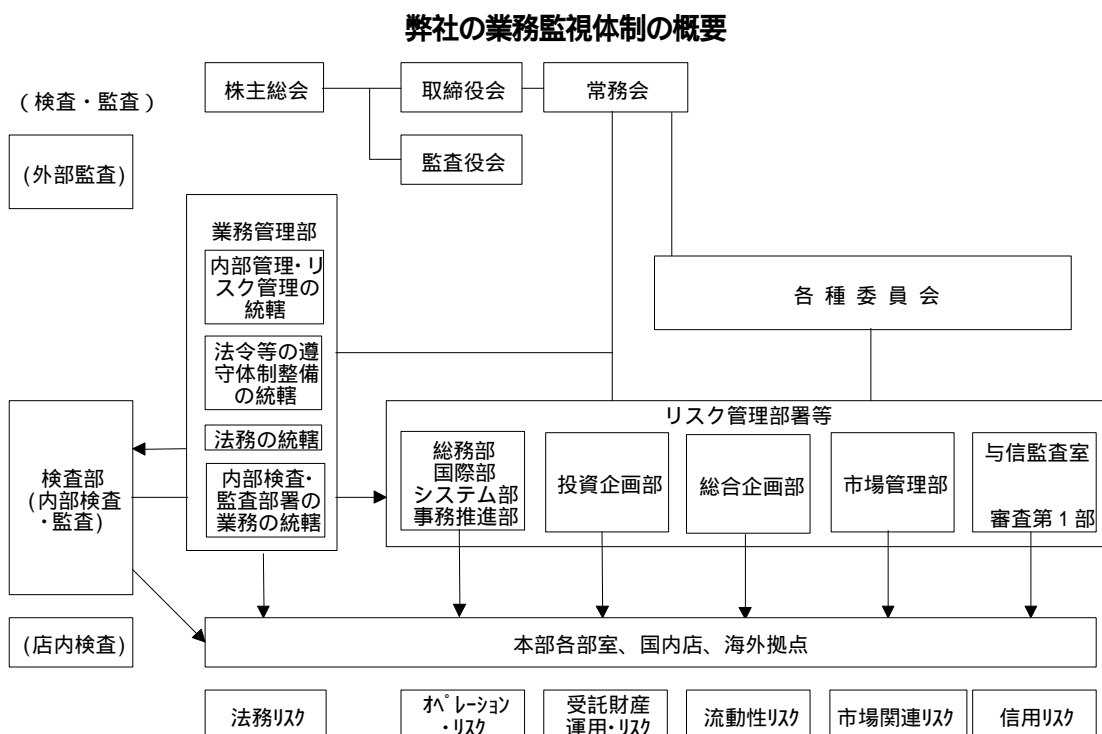 弊社の業務監視体制の概要
(検査・監査)
株主総会
取締役会
常務会
(外部監査)
監査役会
業務管理部
内部管理・リ
スク管理の
統轄
各 種 委 員 会
法令等の遵
守体制整備
の統轄
リスク管理部署等
法務の統轄
検査部
(内部検査
・監査)
内部検査・
監査部署の
業務の統轄
総務部
国際部
システム部
事務推進部
投資企画部
総合企画部
市場管理部
与信監査室
審査第1部
(店内検査)
本部各部室、国内店、海外拠点
法務リスク
オペレーション
・リスク
受託財産
運用・リスク
流動性リスク
市場関連リスク
信用リスク